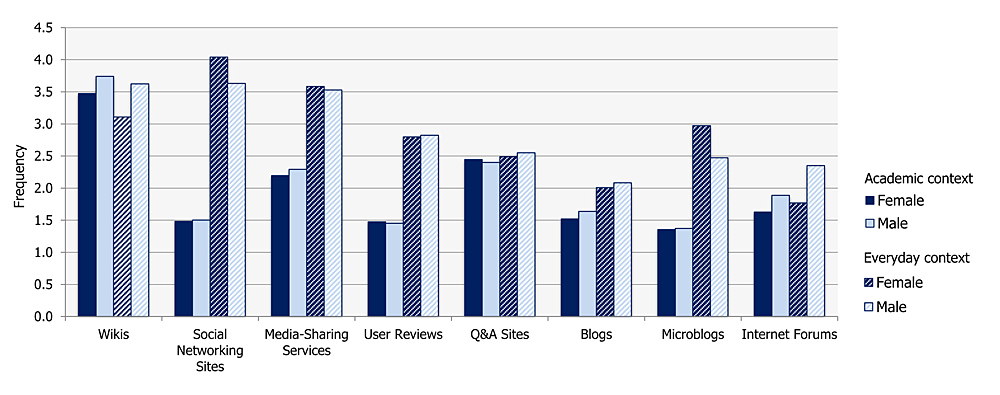 4.5
4.0
3.5
3.0
2.5
2.0
1.5
1.0
0.5
0.0
Frequency
Wikis
Social
Networking
Sites
Media-Sharing
Services
User Reviews
Q&A Sites
Blogs
Microblogs
Internet Forums
Academic context
Female
Male
Everyday context
Female
Male